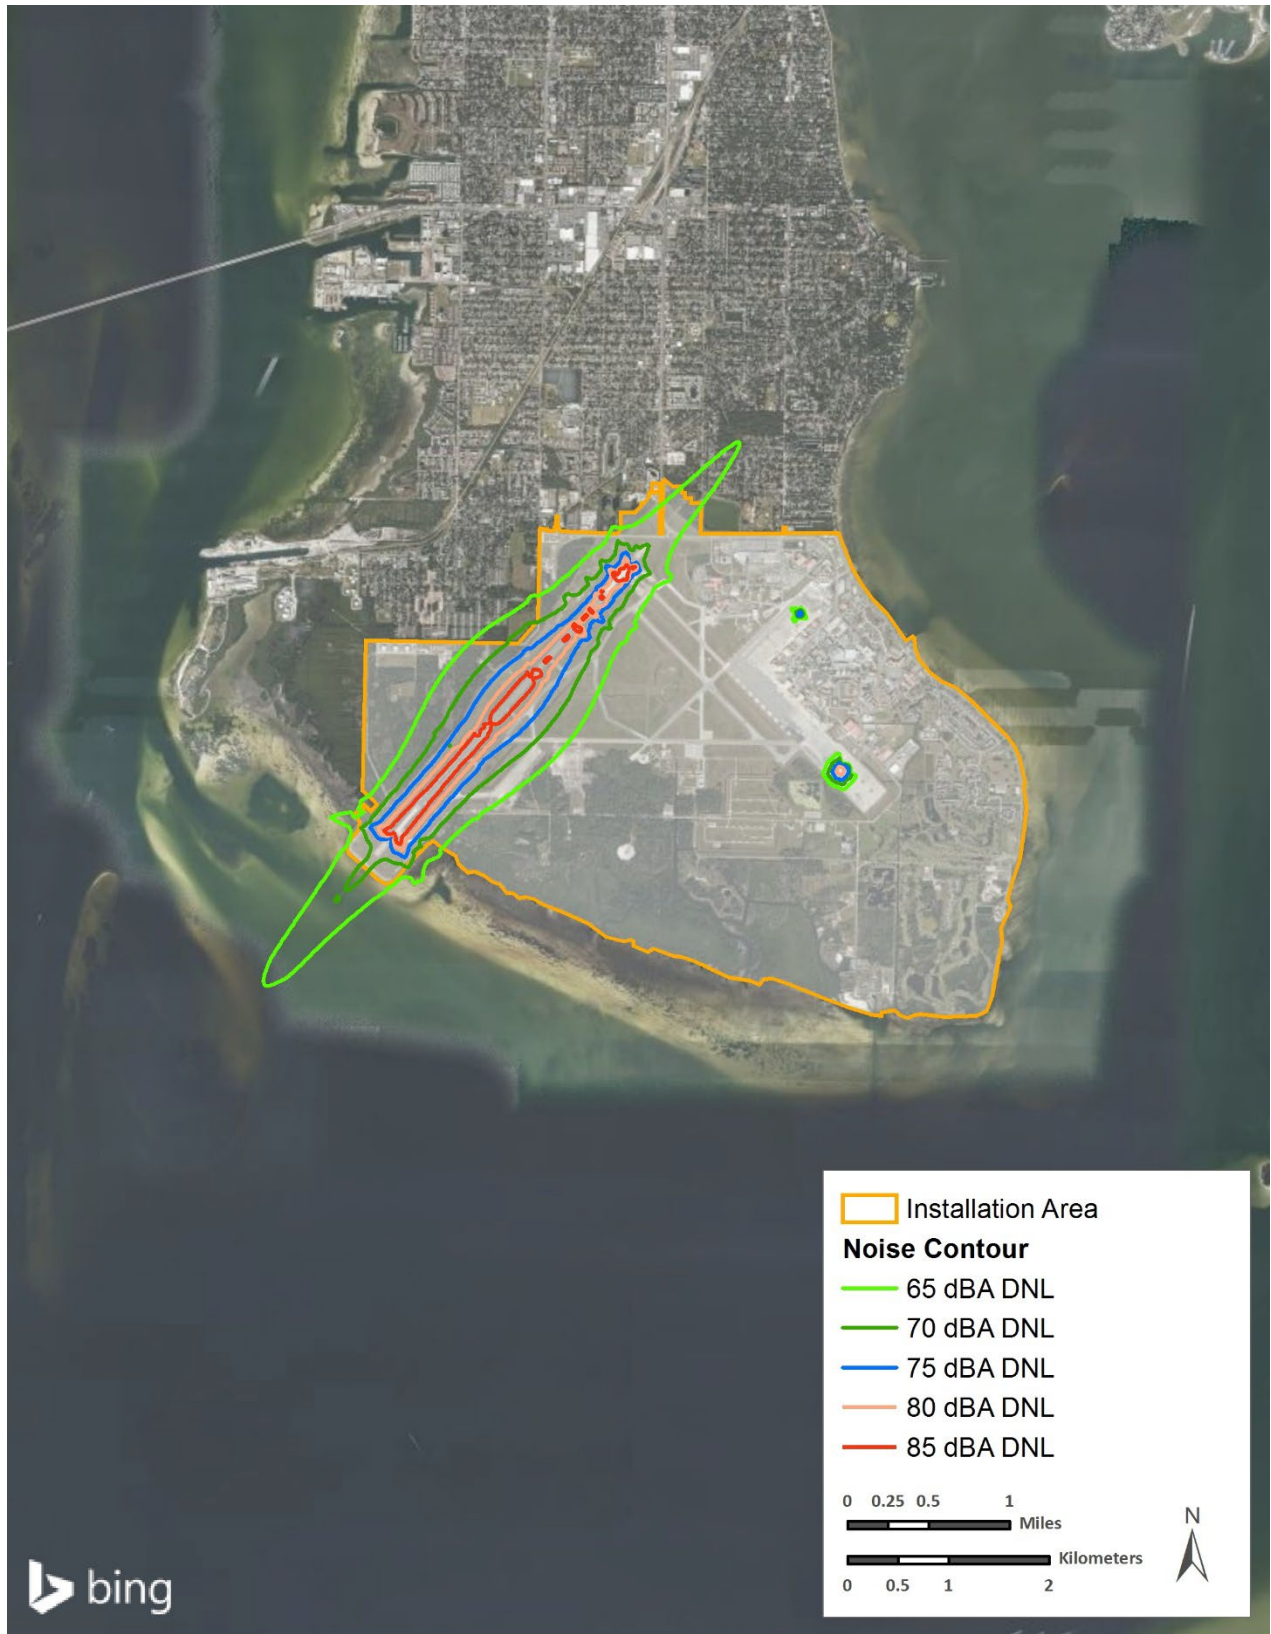 Installation Area
Noise Contour
65 dBA DNL
70 dBA DNL
75 dBA DNL
80 dBA DNL
85 dBA DNL
0 0.25 0.5 1
Miles
Kilometers
0 0.5 1 2
N
bing